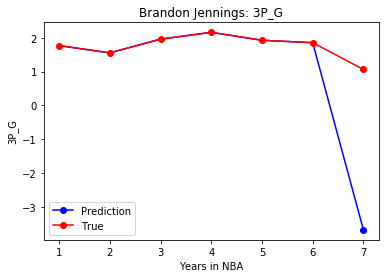 Brandon Jennings: 3P_G
3P_G
2
1
0
−1
−2
−3
Prediction
True
1 2 3 4 5 6 7
Years in NBA